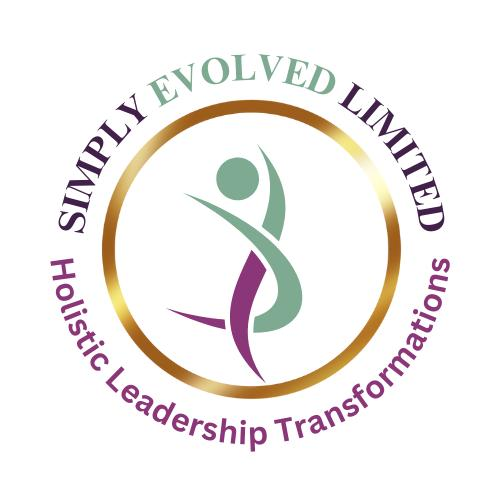 SIMPLY EVOLVED LIMITED
Holistic Leadership Transformations